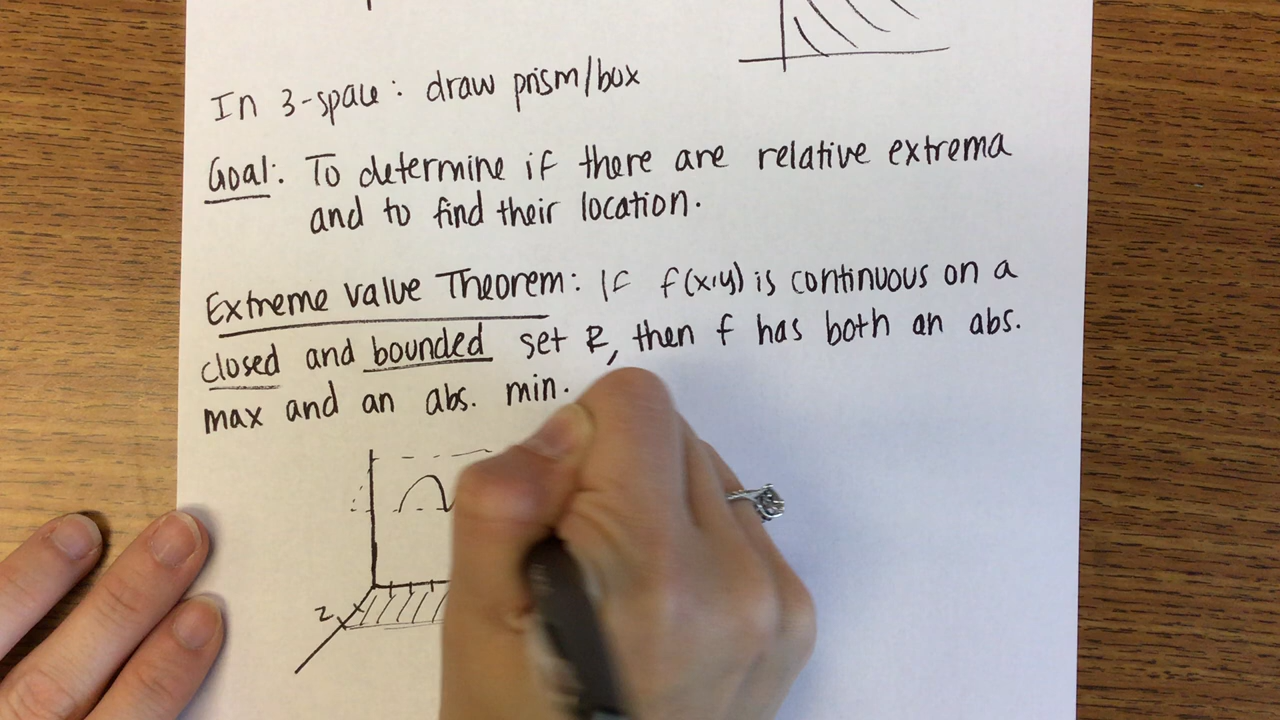 In 3-space: draw prism/box
Goal: To determine if there are relative extrema
and to find their location.
Extreme value Theorem: If f(x,y) is continuous on a
closed and bounded set R, then f has both an abs.
max and an abs. min.
2